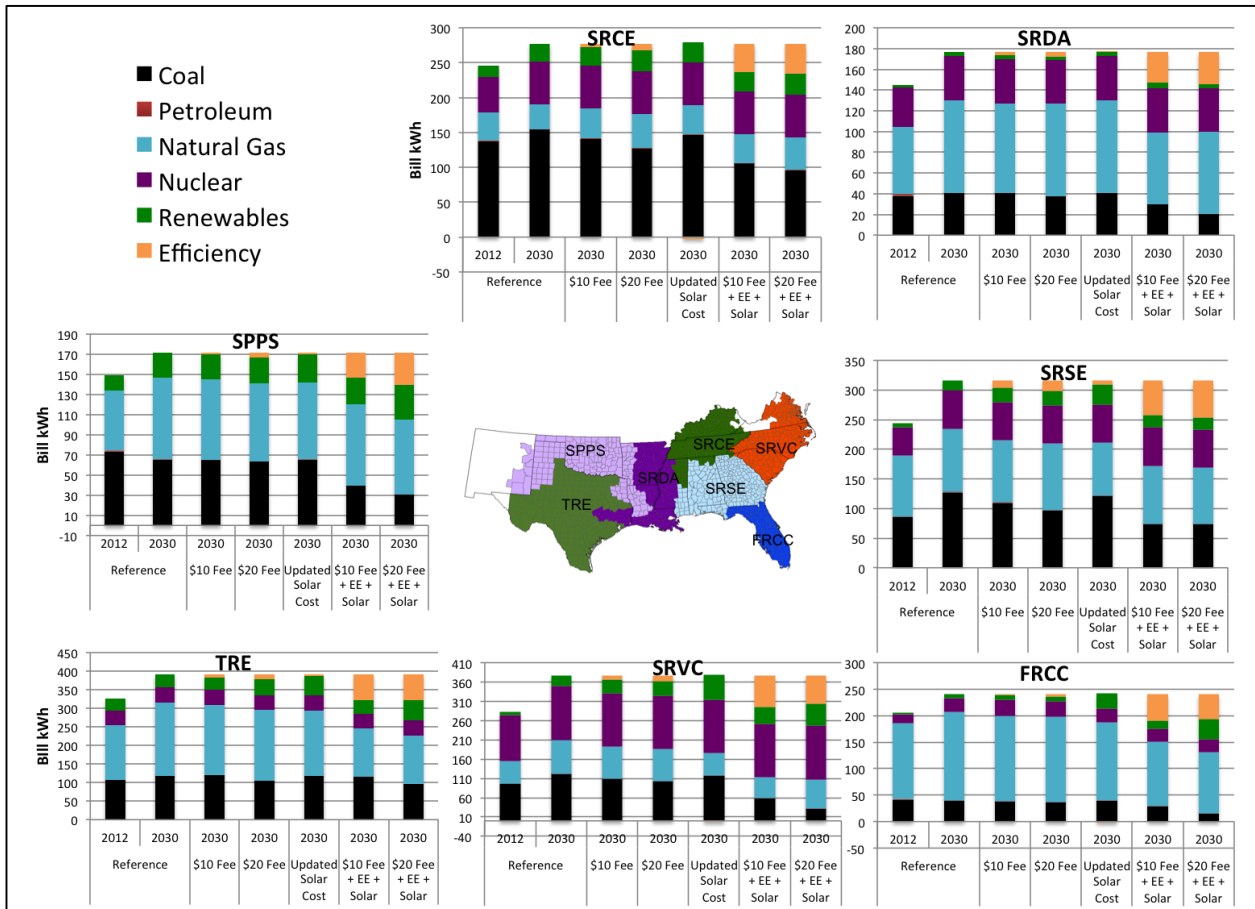 Coal
Petroleum
Natural Gas
Nuclear
Renewables
Efficiency
SRCE
Bill kWh
300
250
200
150
100
50
0
-50
2012 2030 2030 2030 2030 2030 2030
Reference $10 Fee $20 Fee Updated Solar Cost $10 Fee + EE + Solar $20 Fee + EE + Solar
SRDA
Bill kWh
200
180
160
140
120
100
80
60
40
20
0
2012 2030 2030 2030 2030 2030 2030
Reference $10 Fee $20 Fee Updated Solar Cost $10 Fee + EE + Solar $20 Fee + EE + Solar
SPPS
Bill kWh
190
170
150
130
110
90
70
50
30
10
-10
2012 2030 2030 2030 2030 2030 2030
Reference $10 Fee $20 Fee Updated Solar Cost $10 Fee + EE + Solar $20 Fee + EE + Solar
SPPS
TRE
SRDA
SRCE
SRVC
SRSE
FRCC
SRSE
350
300
250
200
150
100
50
0
2012 2030 2030 2030 2030 2030 2030
Reference $10 Fee $20 Fee Updated Solar Cost $10 Fee + EE + Solar $20 Fee + EE + Solar
TRE
Bill kWh
450
400
350
300
250
200
150
100
50
0
2012 2030 2030 2030 2030 2030 2030
Reference $10 Fee $20 Fee Updated Solar Cost $10 Fee + EE + Solar $20 Fee + EE + Solar
SRVC
410
360
310
260
210
160
110
60
10
-40
2012 2030 2030 2030 2030 2030 2030
Reference $10 Fee $20 Fee Updated Solar Cost $10 Fee + EE + Solar $20 Fee + EE + Solar
FRCC
300
250
200
150
100
50
0
-50
2012 2030 2030 2030 2030 2030 2030
Reference $10 Fee $20 Fee Updated Solar Cost $10 Fee + EE + Solar $20 Fee + EE + Solar